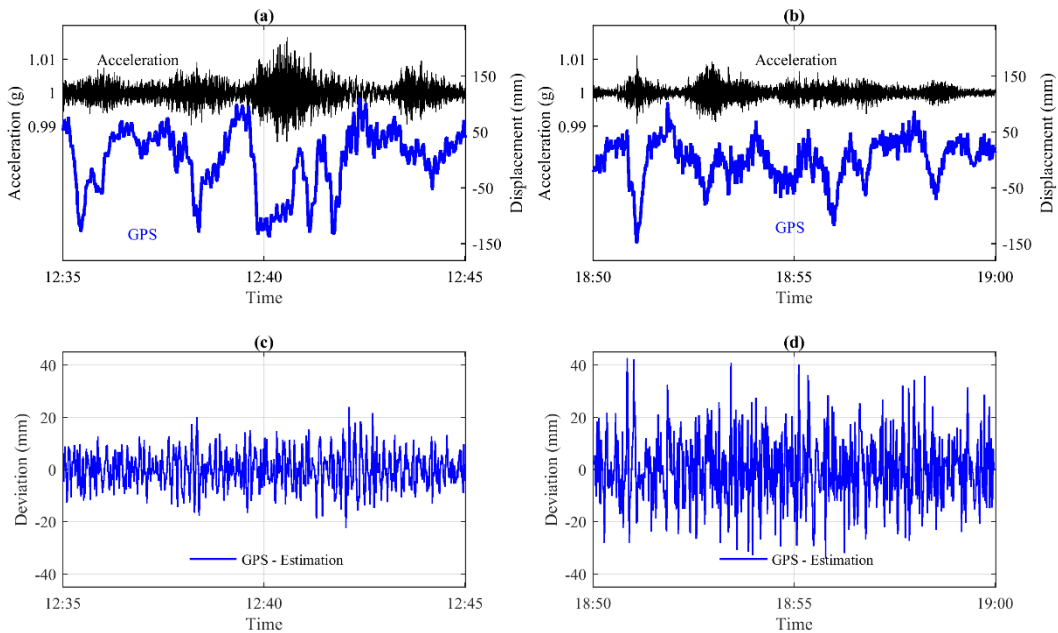 (a)
1.01
1
0.99
Acceleration (g)
Acceleration
GPS
150
50
-50
-150
Displacement (mm)
12:35
12:40
12:45
Time
(b)
1.01
1
0.99
Acceleration (g)
Acceleration
GPS
150
50
-50
-150
Displacement (mm)
18:50
18:55
19:00
Time
(c)
40
20
0
-20
-40
Deviation (mm)
GPS - Estimation
12:35
12:40
12:45
Time
(d)
40
20
0
-20
-40
Deviation (mm)
GPS - Estimation
18:50
18:55
19:00
Time